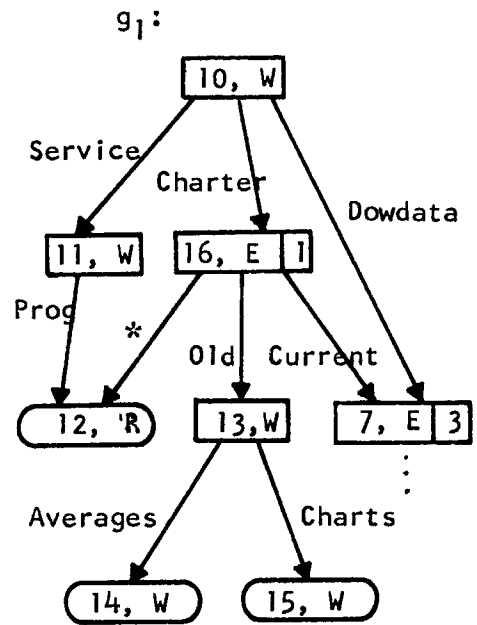 g1:
10, W
Service
Charter
Dowdata
11, W
16, E 1
Prog
*
Old
Current
12, 'R
13,W
7, E 3
Averages
Charts
14, W
15, W